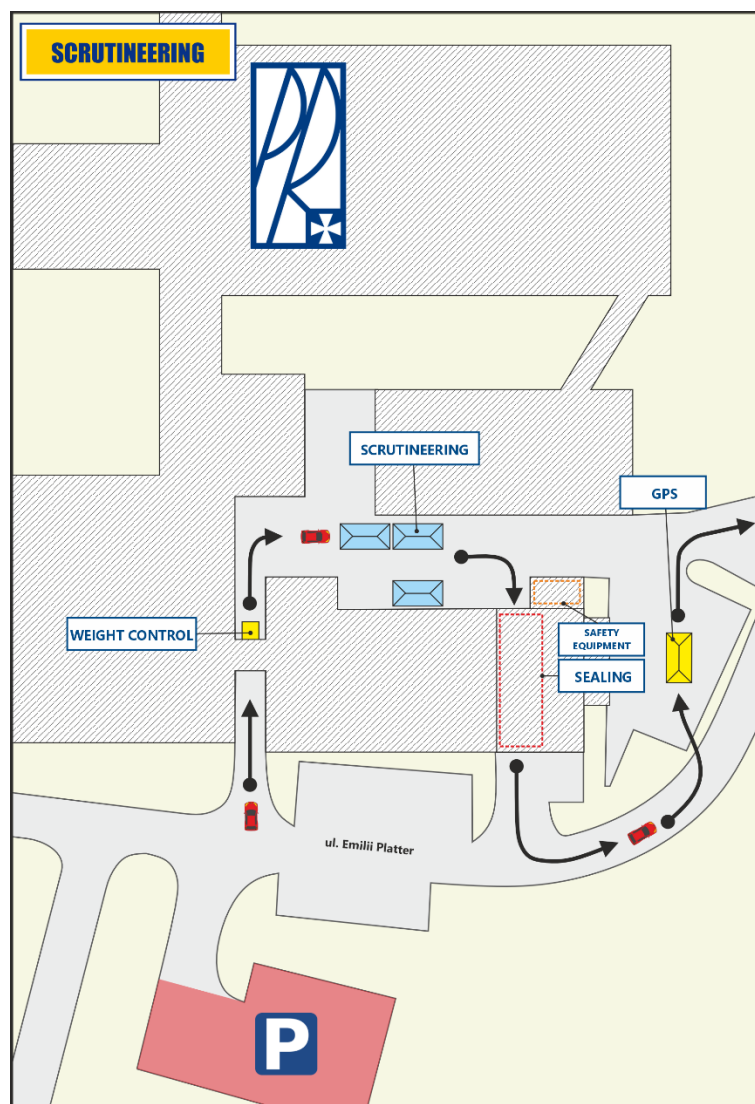 SCRUTINEERING
SCRUTINEERING
GPS
WEIGHT CONTROL
SAFETY
EQUIPMENT
SEALING
ul. Emilii Platter
P